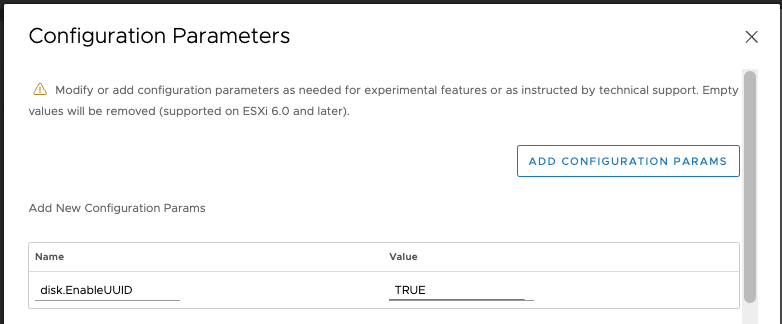 Configuration Parameters
Modify or add configuration parameters as needed for experimental features or as instructed by technical support. Empty
values will be removed (supported on ESXi 6.0 and later).
ADD CONFIGURATION PARAMS
Add New Configuration Params
Name Value
disk.EnableUUID TRUE